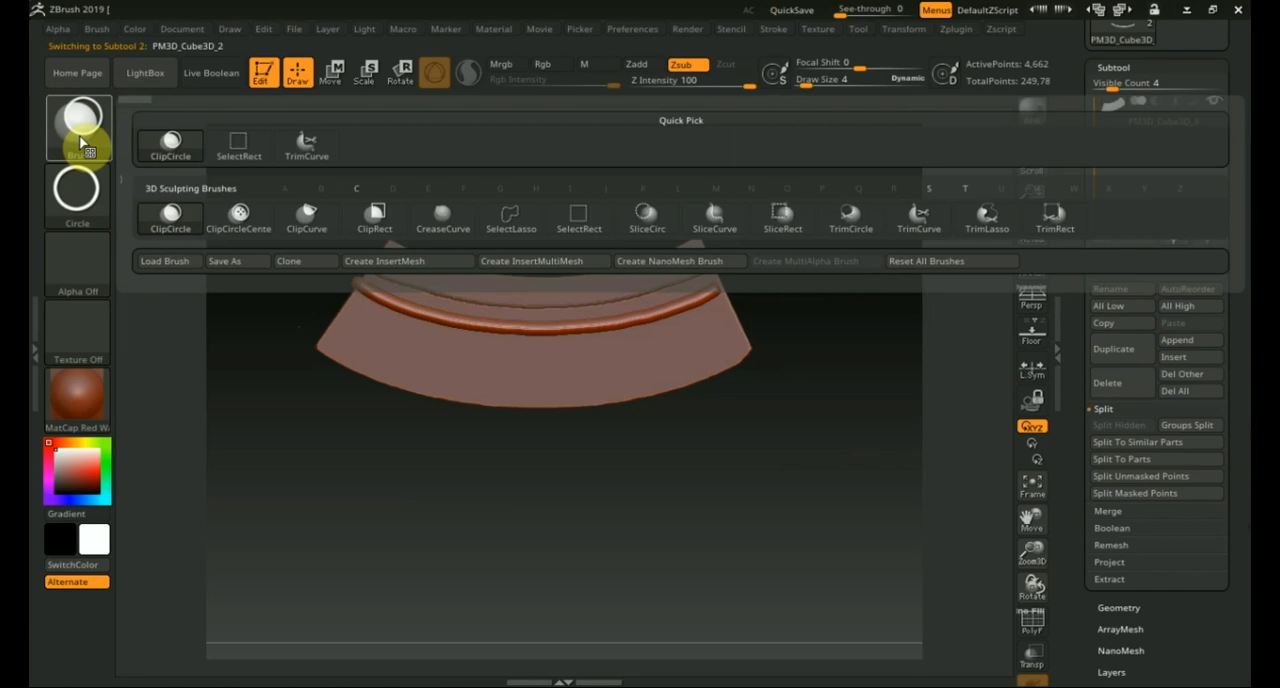 ZBrush 2019 [
AC QuickSave See-through 0 Menus DefaultZScript
Alpha Brush Color Document Draw Edit File Layer Light Macro Marker Material Movie Picker Preferences Render Stencil Stroke Texture Tool Transform Zplugin Zscript
Switching to Subtool 2: PM3D_Cube3D_2
Home Page LightBox Live Boolean Edit Draw Move Scale Rotate
Mrgb Rgb M Zadd Zsub Zcut
Rgb Intensity Z Intensity 100
Focal Shift 0
Draw Size 4 Dynamic
ActivePoints: 4,662
TotalPoints: 249,78
2
PM3D_Cube3D_
Subtool
Visible Count 4
Quick Pick
ClipCircle SelectRect TrimCurve
3D Sculpting Brushes
ClipCircle ClipCircleCente ClipCurve ClipRect CreaseCurve SelectLasso SelectRect SliceCirc SliceCurve SliceRect TrimCircle TrimCurve TrimLasso TrimRect
Load Brush Save As Clone Create InsertMesh Create InsertMultiMesh Create NanoMesh Brush Create MultiAlpha Brush Reset All Brushes
Circle
Alpha Off
Texture Off
MatCap Red Wa
Gradient
SwitchColor
Alternate
Scroll
Persp
Floor
L.Sym
XYZ
Frame
Move
Zoom3D
Rotate
PolyF
Transp
Rename AutoReorder
All Low All High
Copy Paste
Duplicate Append
Insert
Delete Del Other
Del All
Split
Split Hidden Groups Split
Split To Similar Parts
Split To Parts
Split Unmasked Points
Split Masked Points
Merge
Boolean
Remesh
Project
Extract
Geometry
ArrayMesh
NanoMesh
Layers